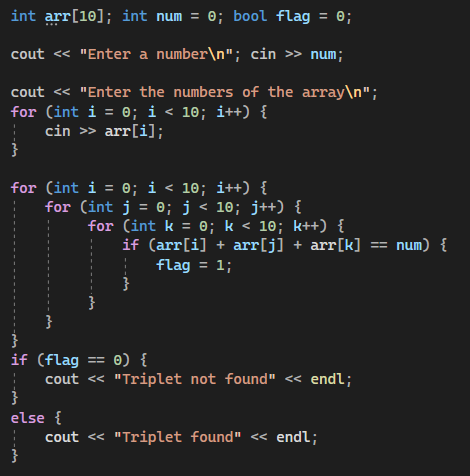 int arr[10]; int num = 0; bool flag = 0;
cout << "Enter a number\n"; cin >> num;
cout << "Enter the numbers of the array\n";
for (int i = 0; i < 10; i++) {
cin >> arr[i];
}
for (int i = 0; i < 10; i++) {
for (int j = 0; j < 10; j++) {
for (int k = 0; k < 10; k++) {
if (arr[i] + arr[j] + arr[k] == num) {
flag = 1;
}
}
}
}
if (flag == 0) {
cout << "Triplet not found" << endl;
}
else {
cout << "Triplet found" << endl;
}